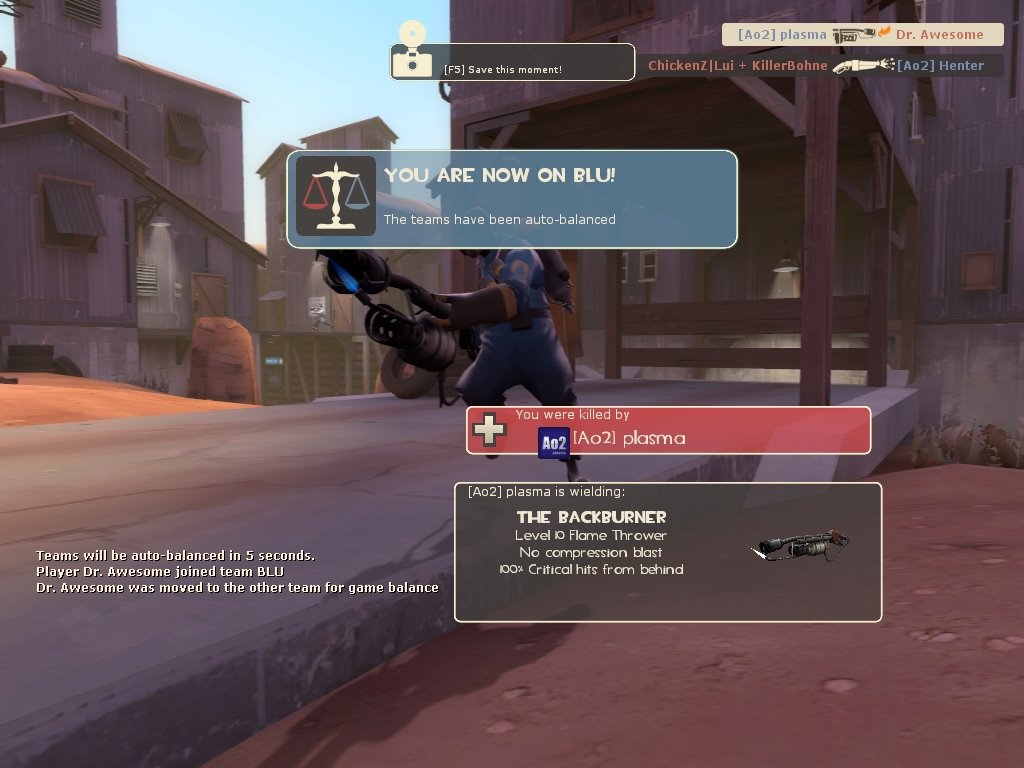 [Ao2] plasma Dr. Awesome
ChickenZ|Lui + KillerBohne [Ao2] Henter
[F5] Save this moment!
YOU ARE NOW ON BLU!
The teams have been auto-balanced
You were killed by
Ao2 [Ao2] plasma
plasma
[Ao2] plasma is wielding:
THE BACKBURNER
Level 10 Flame Thrower
No compression blast
100% Critical hits from behind
Teams will be auto-balanced in 5 seconds.
Player Dr. Awesome joined team BLU
Dr. Awesome was moved to the other team for game balance